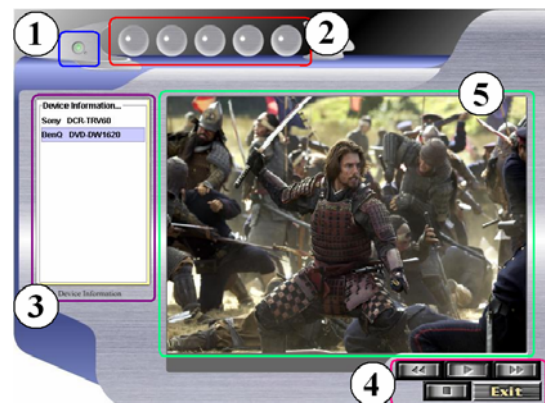 1
2
5
Device Information...
Sony DCR-TRV60
BenQ DVD-DW1620
3
Device Information
4
Exit